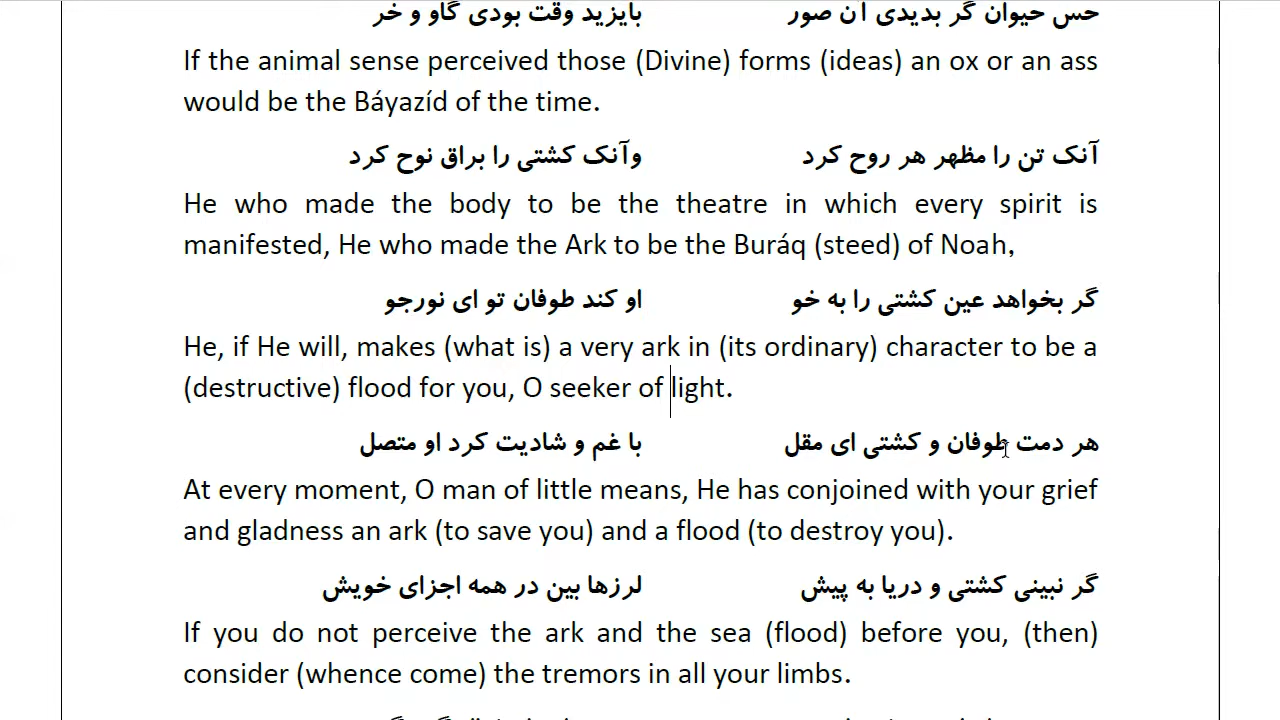 حس حیوان گر بدیدی آن صور بایزید وقت بودی گاو و خر
If the animal sense perceived those (Divine) forms (ideas) an ox or an ass
would be the Báyazíd of the time.
آنک تن را مظهر هر روح کرد وآنک کشتی را براق نوح کرد
He who made the body to be the theatre in which every spirit is
manifested, He who made the Ark to be the Buráq (steed) of Noah,
گر بخواهد عین کشتی را به خو او کند طوفان تو ای نورجو
He, if He will, makes (what is) a very ark in (its ordinary) character to be a
(destructive) flood for you, O seeker of light.
هر دمت طوفان و کشتی ای مقل با غم و شادیت کرد او متصل
At every moment, O man of little means, He has conjoined with your grief
and gladness an ark (to save you) and a flood (to destroy you).
گر نبینی کشتی و دریا به پیش لرزها بین در همه اجزای خویش
If you do not perceive the ark and the sea (flood) before you, (then)
consider (whence come) the tremors in all your limbs.